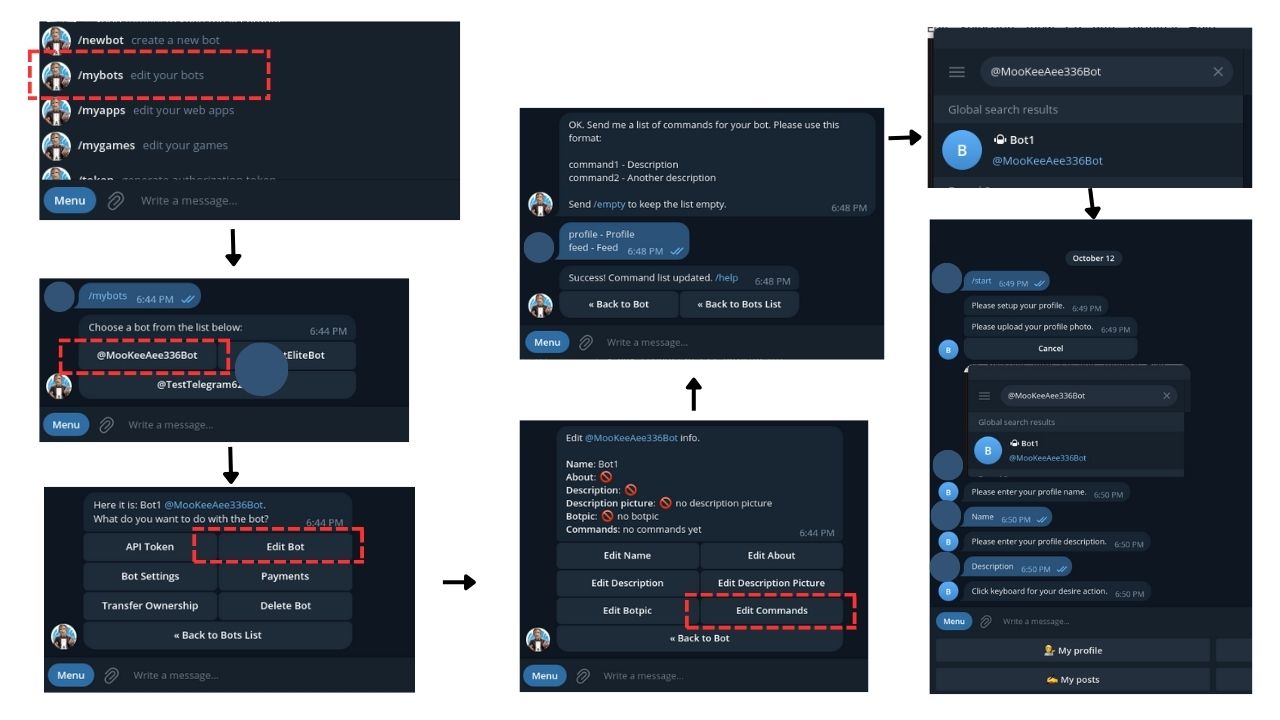 /newbot create a new bot
/mybots edit your bots
/myapps edit your web apps
/mygames edit your games
/token generate authorization token
Menu
Write a message...
/mybots 6:44 PM
Choose a bot from the list below:
6:44 PM
@MooKeeAee336Bot
tEliteBot
@TestTelegram62
Menu
Write a message...
Here it is: Bot1 @MooKeeAee336Bot.
What do you want to do with the bot?
6:44 PM
API Token
Edit Bot
Bot Settings
Payments
Transfer Ownership
Delete Bot
« Back to Bots List
Menu
Write a message...
Edit @MooKeeAee336Bot info.
Name: Bot1
About: 🚫
Description: 🚫
Description picture: 🚫 no description picture
Botpic: 🚫 no botpic
Commands: no commands yet
6:44 PM
Edit Name
Edit About
Edit Description
Edit Description Picture
Edit Botpic
Edit Commands
« Back to Bot
Menu
Write a message...
OK. Send me a list of commands for your bot. Please use this
format:
command1 - Description
command2 - Another description
Send /empty to keep the list empty.
6:48 PM
profile - Profile
feed - Feed 6:48 PM
Success! Command list updated. /help 6:48 PM
« Back to Bot
« Back to Bots List
Menu
Write a message...
@MooKeeAee336Bot
Global search results
B
Bot1
@MooKeeAee336Bot
October 12
/start 6:49 PM
Please setup your profile. 6:49 PM
Please upload your profile photo. 6:49 PM
B
Cancel
@MooKeeAee336Bot
Global search results
B
Bot1
@MooKeeAee336Bot
B
Please enter your profile name. 6:50 PM
Name 6:50 PM
B
Please enter your profile description. 6:50 PM
Description 6:50 PM
B
Click keyboard for your desire action. 6:50 PM
Menu
Write a message...
My profile
✍️ My posts